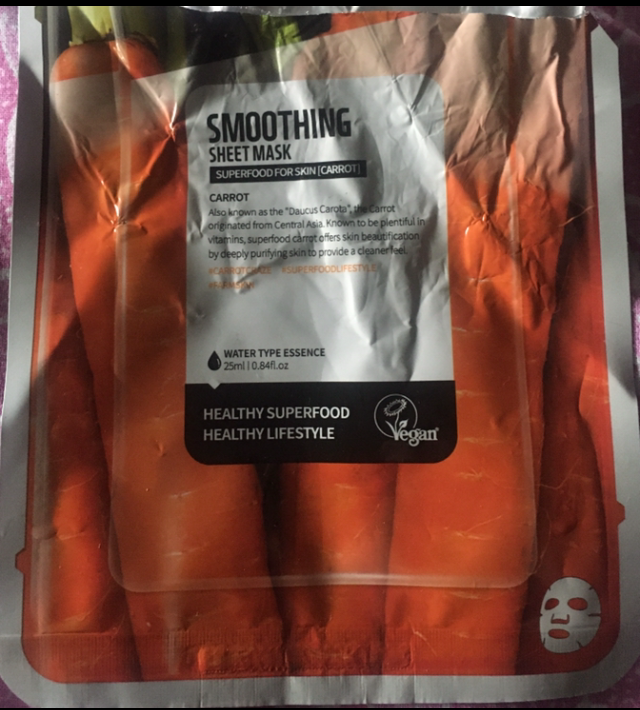 SMOOTHING
SHEET MASK
SUPERFOOD FOR SKIN [CARROT]
CARROT
Also known as the "Daucus Carota", the Carrot
originated from Central Asia. Known to be plentiful in
vitamins, superfood carrot offers skin beautification
by deeply purifying skin to provide a cleaner feel.
#SUPERFOODLIFESTYLE
WATER TYPE ESSENCE
25ml | 0.84fl.oz
HEALTHY SUPERFOOD
HEALTHY LIFESTYLE
Vegan